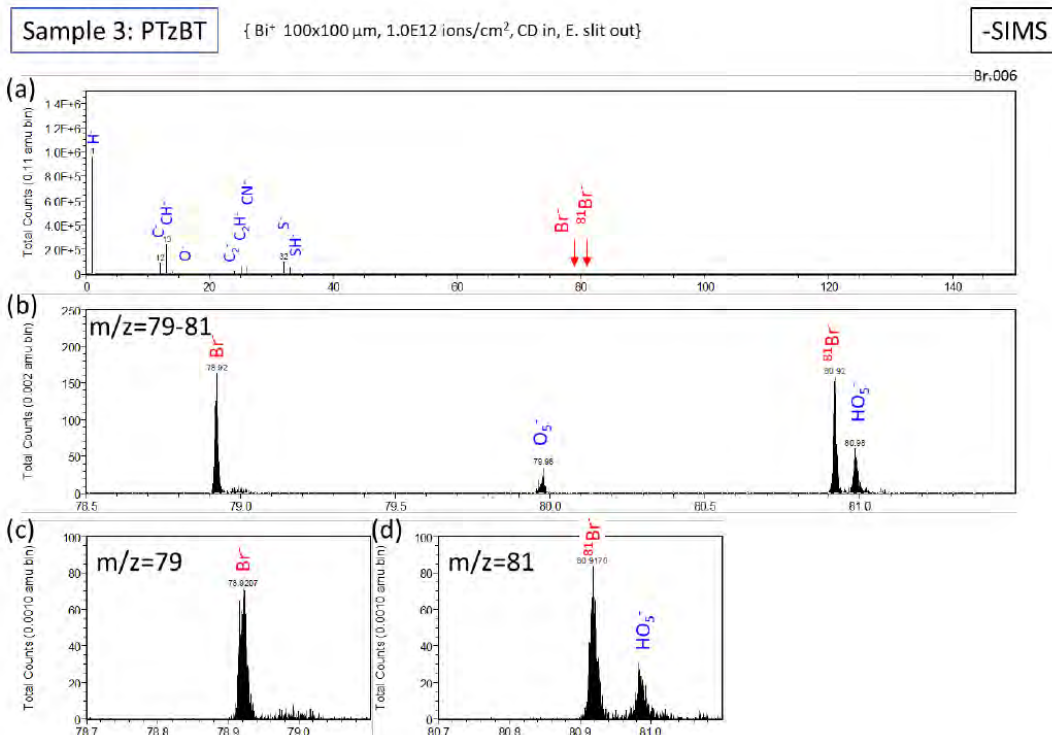 Sample 3: PTzBT
{ Bi⁺ 100x100 µm, 1.0E12 ions/cm², CD in, E. slit out}
-SIMS
Br.006
(a)
Total Counts (0.11 amu bin)
1.4E+6
1.2E+6
1.0E+6
8.0E+5
6.0E+5
4.0E+5
2.0E+5
0
H⁻
1
C⁻
12
CH⁻
13
O⁻
C₂⁻
C₂H⁻
CN⁻
S⁻
32
SH⁻
Br⁻
⁸¹Br⁻
0 20 40 60 80 100 120 140
(b)
m/z=79-81
Total Counts (0.002 amu bin)
250
200
150
100
50
0
Br⁻
78.92
O₅⁻
79.98
⁸¹Br⁻
80.92
HO₅⁻
80.98
78.5 79.0 79.5 80.0 80.5 81.0
(c)
m/z=79
Total Counts (0.0010 amu bin)
100
80
60
40
20
0
Br⁻
78.9207
78.7 78.8 78.9 79.0
(d)
m/z=81
Total Counts (0.0010 amu bin)
100
80
60
40
20
0
⁸¹Br⁻
80.9170
HO₅⁻
80.7 80.8 80.9 81.0